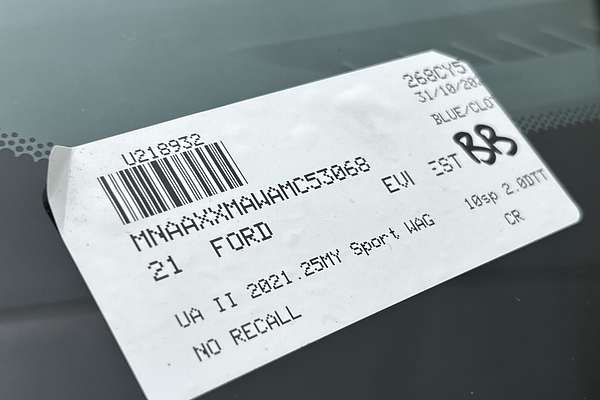 268CY5
31/10/20
BLUE/CLO
U218932
BB
MNAAXXMAWAMC53068
21 FORD EVI EST
10sp 2.0DTT
UA II 2021.25MY Sport WAG CR
NO RECALL